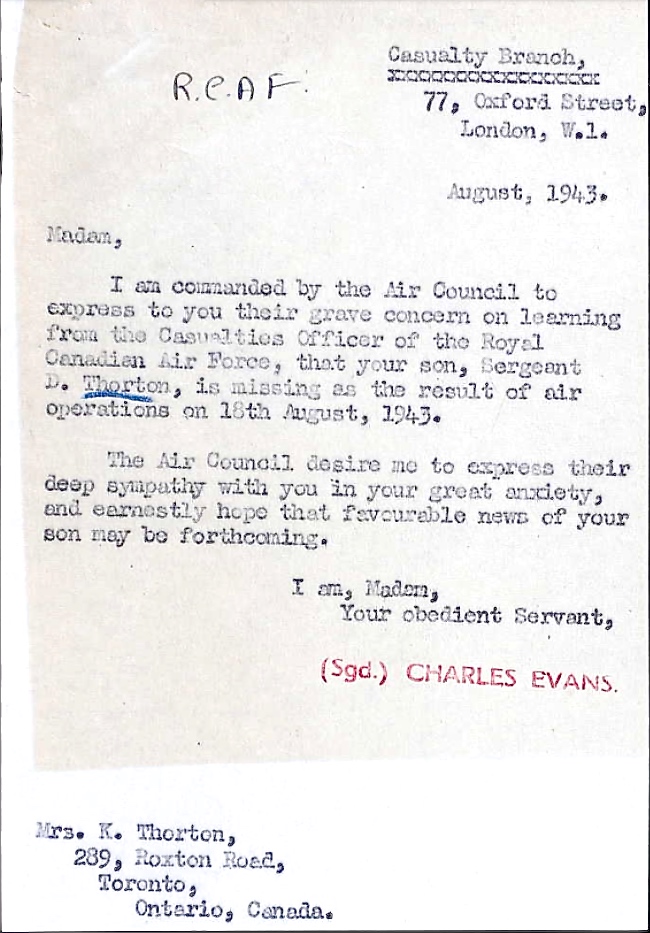 R.C.A.F.
Casualty Branch,
xxxxxxxxxxxxxxxxxxx
77, Oxford Street,
London, W.1.
August, 1943.
Madam,
I am commanded by the Air Council to
express to you their grave concern on learning
from the Casualties Officer of the Royal
Canadian Air Force, that your son, Sergeant
D. Thorton, is missing as the result of air
operations on 18th August, 1943.
The Air Council desire me to express their
deep sympathy with you in your great anxiety,
and earnestly hope that favourable news of your
son may be forthcoming.
I am, Madam,
Your obedient Servant,
(Sgd.) CHARLES EVANS.
Mrs. K. Thorton,
289, Roxton Road,
Toronto,
Ontario, Canada.